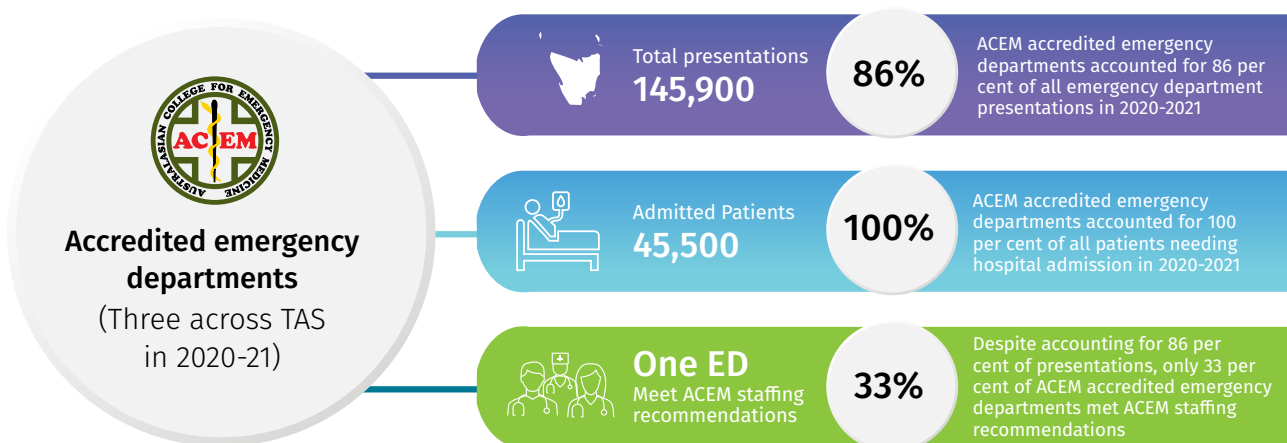 AUSTRALASIAN COLLEGE FOR EMERGENCY MEDICINE
ACEM
Accredited emergency
departments
(Three across TAS
in 2020-21)
Total presentations
145,900
86%
ACEM accredited emergency
departments accounted for 86 per
cent of all emergency department
presentations in 2020-2021
Admitted Patients
45,500
100%
ACEM accredited emergency
departments accounted for 100
per cent of all patients needing
hospital admission in 2020-2021
One ED
Meet ACEM staffing
recommendations
33%
Despite accounting for 86 per
cent of presentations, only 33 per
cent of ACEM accredited emergency
departments met ACEM staffing
recommendations